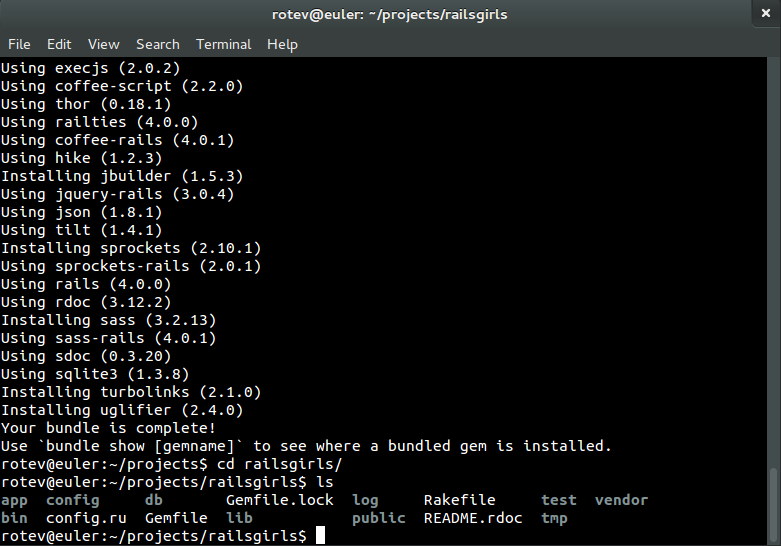 rotev@euler: ~/projects/railsgirls
File Edit View Search Terminal Help
Using execjs (2.0.2)
Using coffee-script (2.2.0)
Using thor (0.18.1)
Using railties (4.0.0)
Using coffee-rails (4.0.1)
Using hike (1.2.3)
Installing jbuilder (1.5.3)
Using jquery-rails (3.0.4)
Using json (1.8.1)
Using tilt (1.4.1)
Installing sprockets (2.10.1)
Using sprockets-rails (2.0.1)
Using rails (4.0.0)
Using rdoc (3.12.2)
Installing sass (3.2.13)
Using sass-rails (4.0.1)
Using sdoc (0.3.20)
Using sqlite3 (1.3.8)
Installing turbolinks (2.1.0)
Installing uglifier (2.4.0)
Your bundle is complete!
Use `bundle show [gemname]` to see where a bundled gem is installed.
rotev@euler:~/projects$ cd railsgirls/
rotev@euler:~/projects/railsgirls$ ls
app config db Gemfile.lock log Rakefile test vendor
bin config.ru Gemfile lib public README.rdoc tmp
rotev@euler:~/projects/railsgirls$